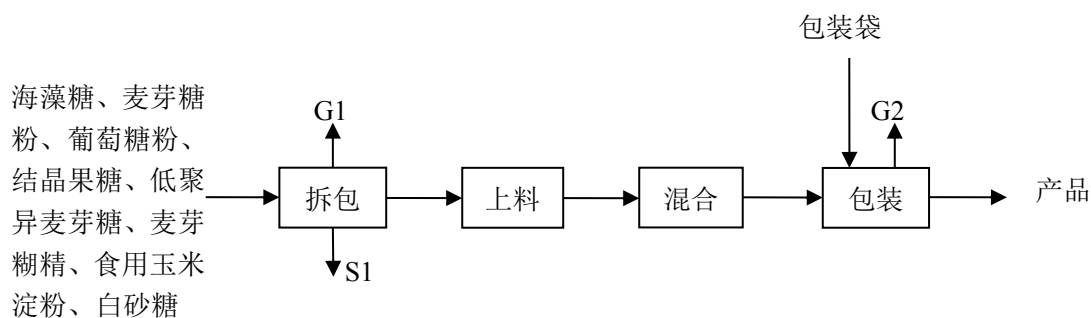 包装袋
海藻糖、麦芽糖
粉、葡萄糖粉、
结晶果糖、低聚
异麦芽糖、麦芽
糊精、食用玉米
淀粉、白砂糖
G1
拆包
S1
上料
混合
G2
包装
产品